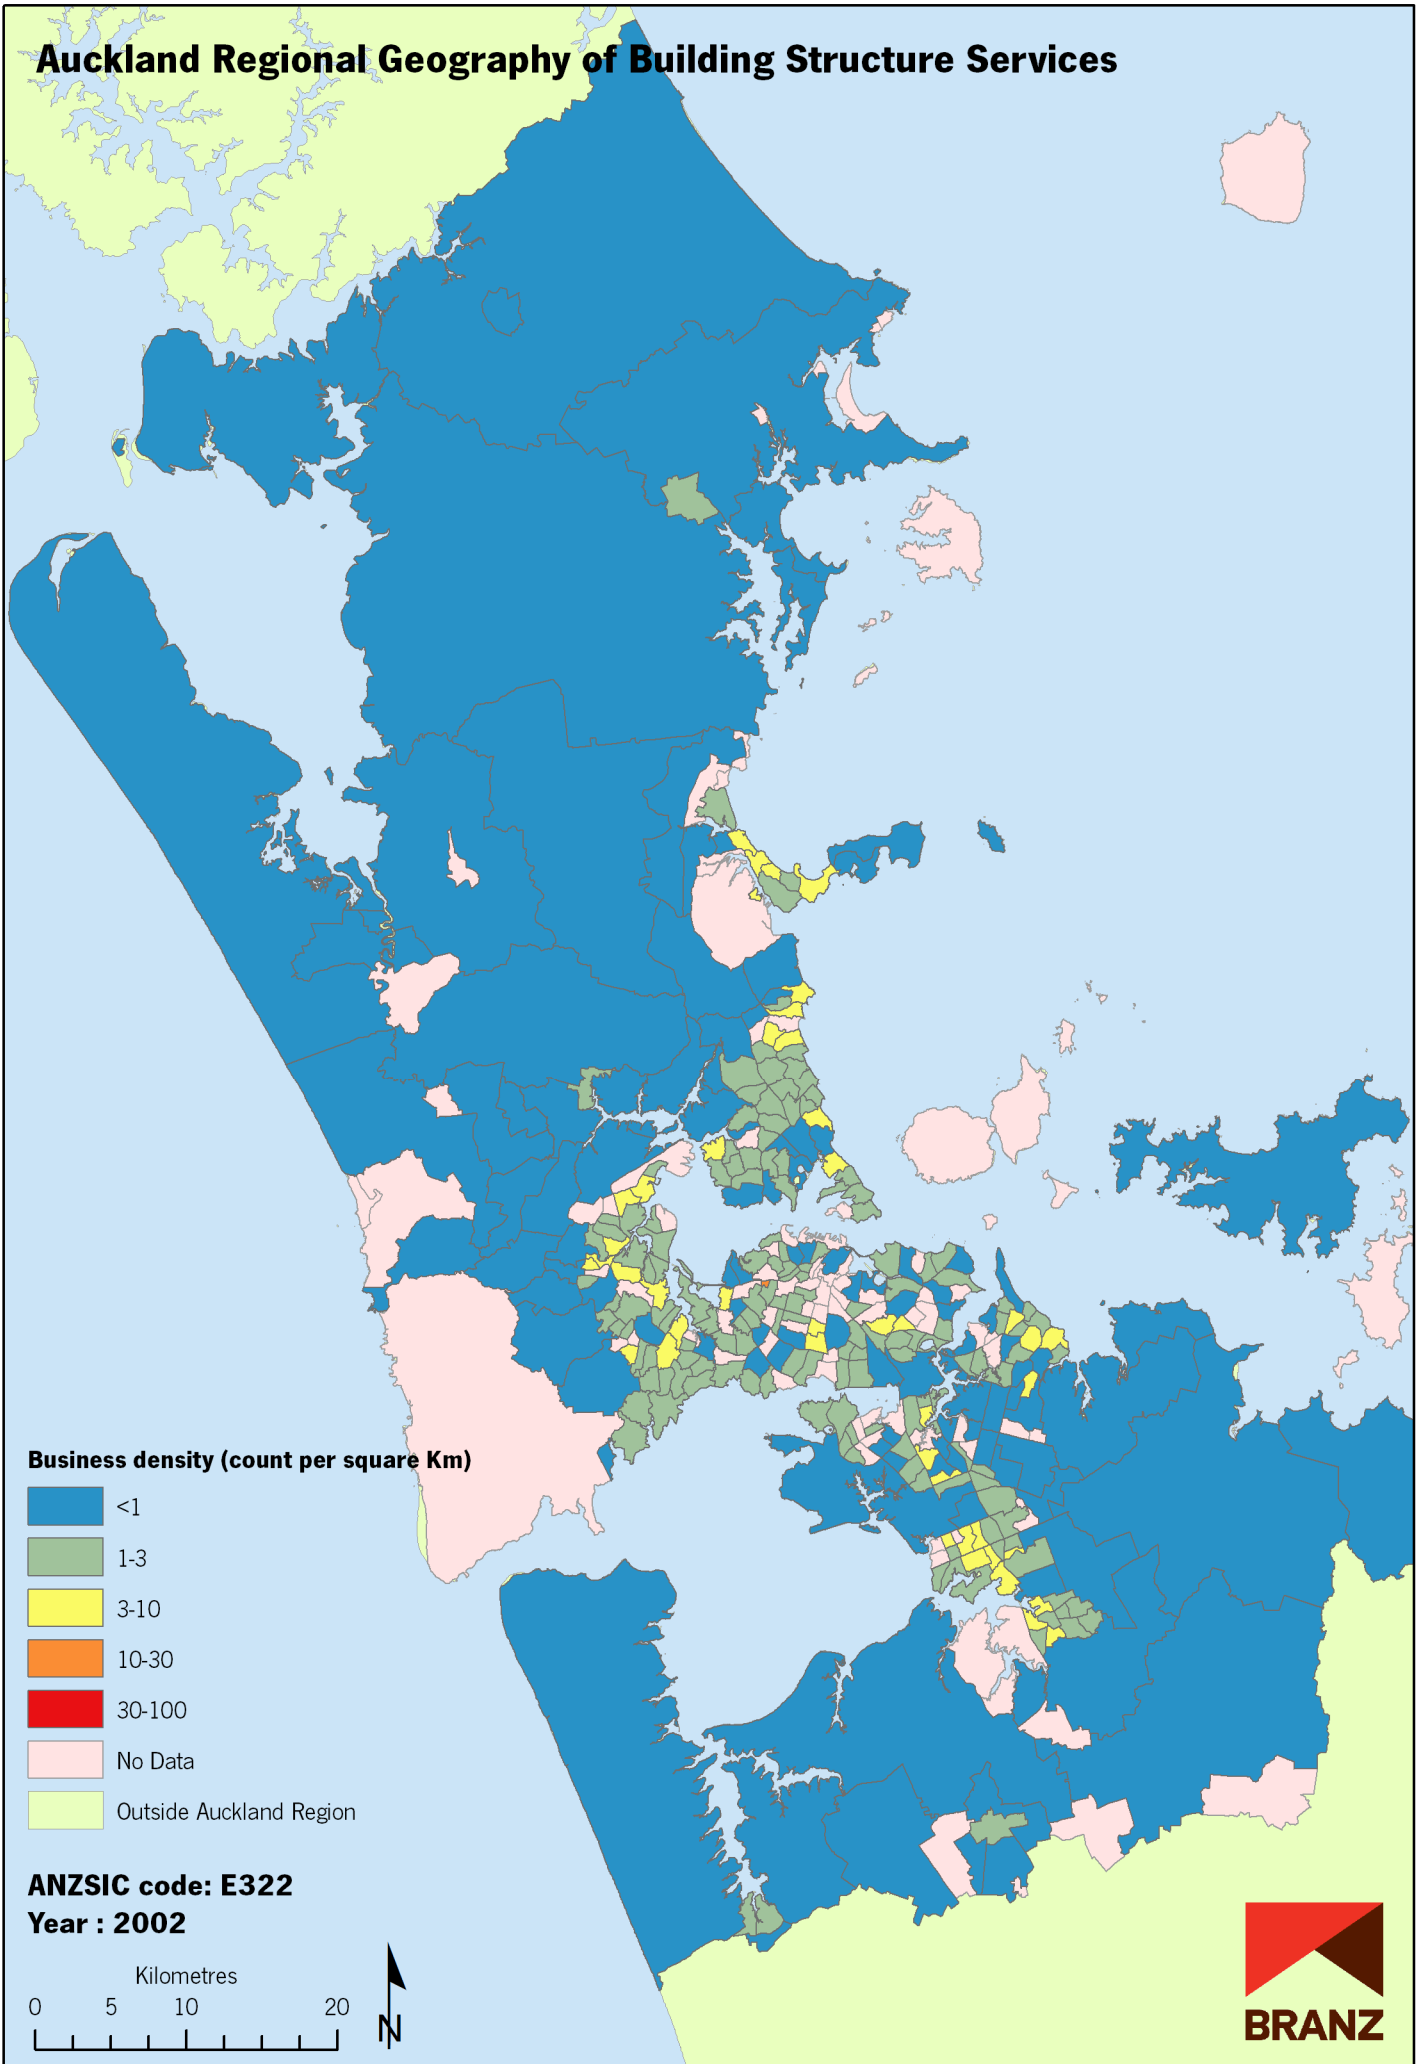 Auckland Regional Geography of Building Structure Services
Business density (count per square Km)
<1
1-3
3-10
10-30
30-100
No Data
Outside Auckland Region
ANZSIC code: E322
Year : 2002
Kilometres
0 5 10 20
N
BRANZ